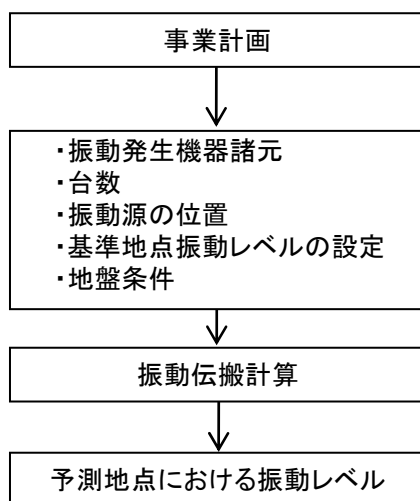 事業計画
・振動発生機器諸元
・台数
・振動源の位置
・基準地点振動レベルの設定
・地盤条件
振動伝搬計算
予測地点における振動レベル